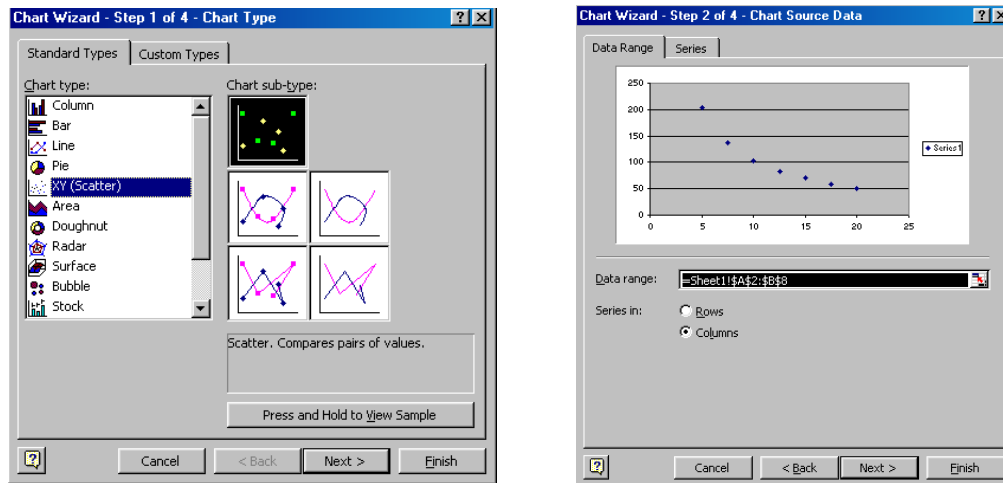 Chart Wizard - Step 1 of 4 - Chart Type
Standard Types
Custom Types
Chart type:
Column
Bar
Line
Pie
XY (Scatter)
Area
Doughnut
Radar
Surface
Bubble
Stock
Chart sub-type:
Scatter. Compares pairs of values.
Press and Hold to View Sample
Cancel
< Back
Next >
Finish
Chart Wizard - Step 2 of 4 - Chart Source Data
Data Range
Series
250
200
150
100
50
0
0 5 10 15 20 25
Series1
Data range:
=Sheet1!$A$2:$B$8
Series in:
Rows
Columns
Cancel
< Back
Next >
Finish